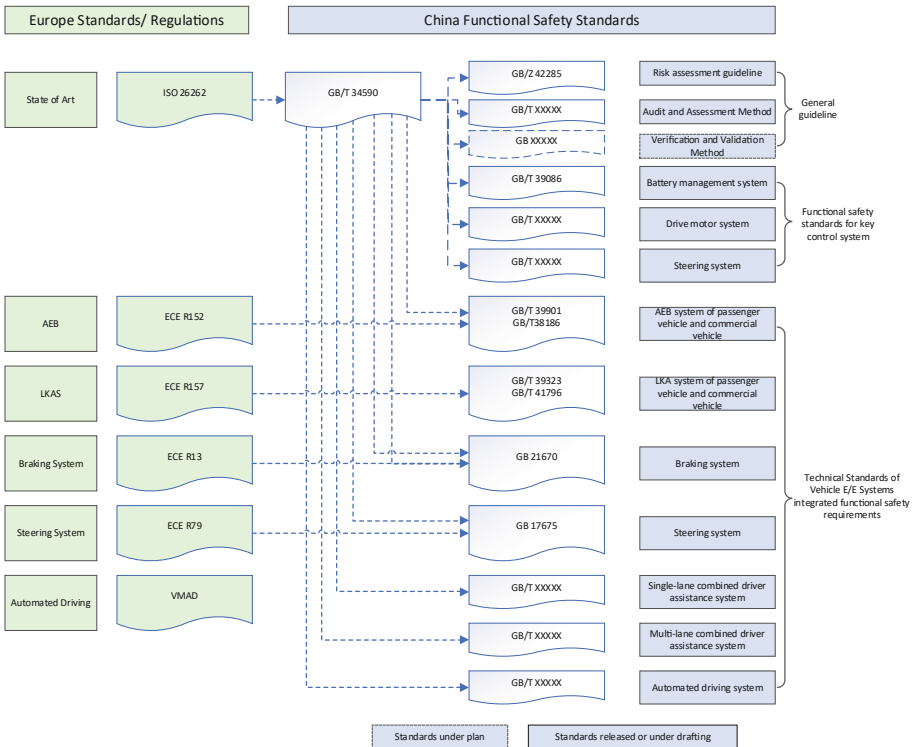 Europe Standards/ Regulations
China Functional Safety Standards
State of Art
ISO 26262
GB/T 34590
GB/Z 42285
Risk assessment guideline
GB/T XXXXX
Audit and Assessment Method
GB XXXXX
Verification and Validation
Method
General
guideline
GB/T 39086
Battery management system
GB/T XXXXX
Drive motor system
GB/T XXXXX
Steering system
Functional safety
standards for key
control system
AEB
ECE R152
GB/T 39901
GB/T38186
AEB system of passenger
vehicle and commercial
vehicle
LKAS
ECE R157
GB/T 39323
GB/T 41796
LKA system of passenger
vehicle and commercial
vehicle
Braking System
ECE R13
GB 21670
Braking system
Steering System
ECE R79
GB 17675
Steering system
Technical Standards of
Vehicle E/E Systems
integrated functional safety
requirements
Automated Driving
VMAD
GB/T XXXXX
Single-lane combined driver
assistance system
GB/T XXXXX
Multi-lane combined driver
assistance system
GB/T XXXXX
Automated driving system
Standards under plan
Standards released or under drafting